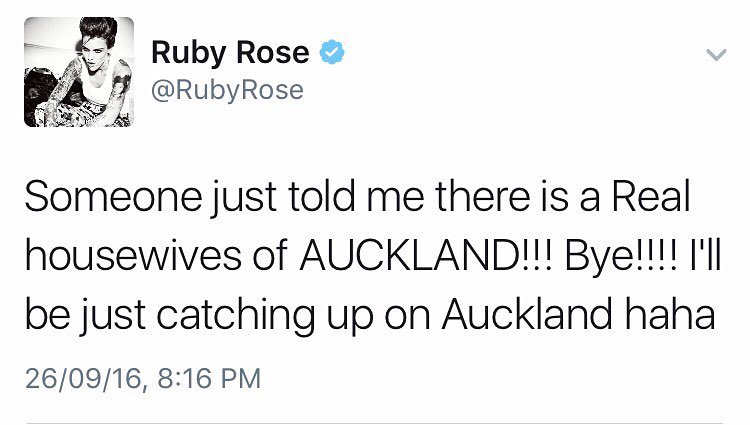 Ruby Rose
@RubyRose
Someone just told me there is a Real
housewives of AUCKLAND!!! Bye!!!! I'll
be just catching up on Auckland haha
26/09/16, 8:16 PM